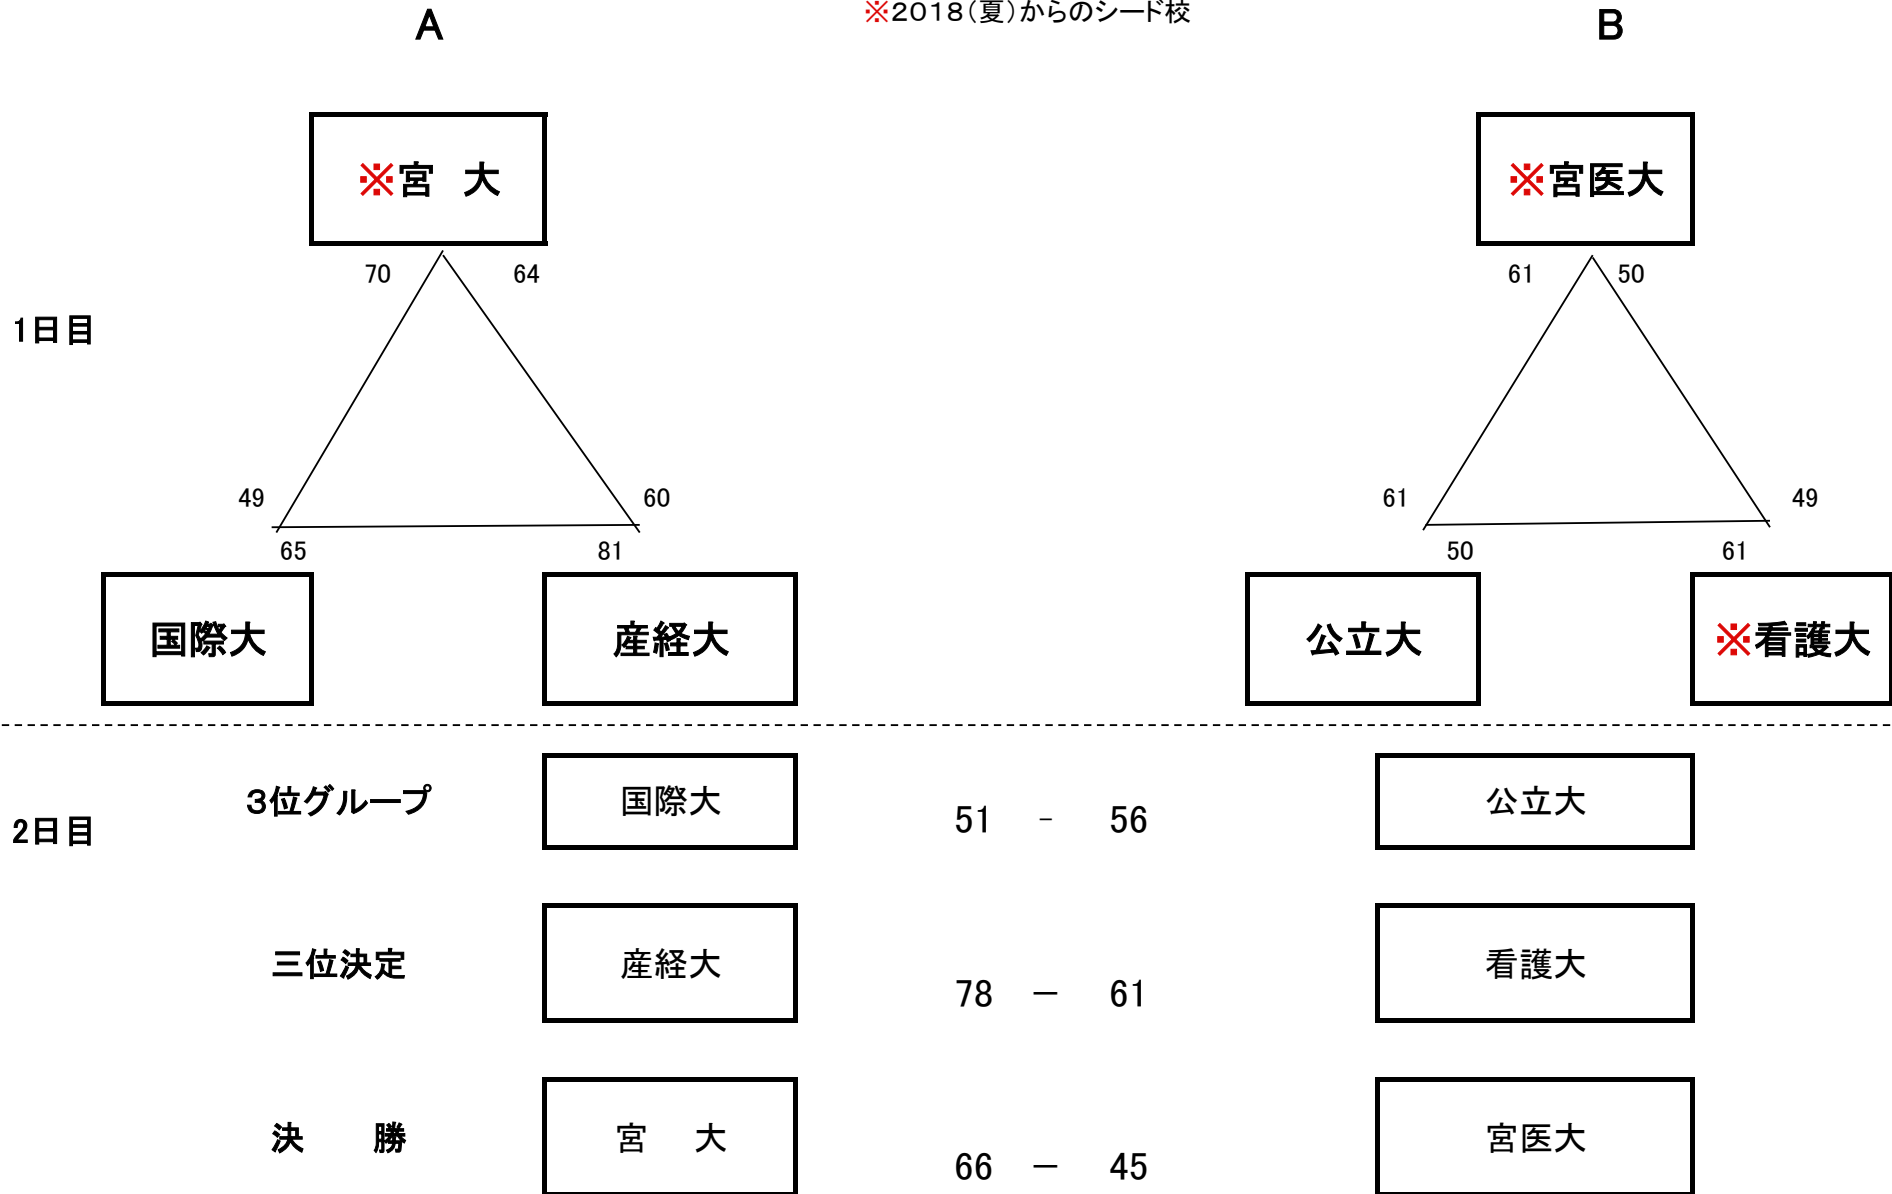 ※2018（夏）からのシード校
A B
※宮 大 ※宮医大
70 64 61 50
1日目
49 60 61 49
65 81 50 61
国際大 産経大 公立大 ※看護大
3位グループ 国際大 51 - 56 公立大
2日目
三位決定 産経大 78 － 61 看護大
決 勝 宮 大 66 － 45 宮医大